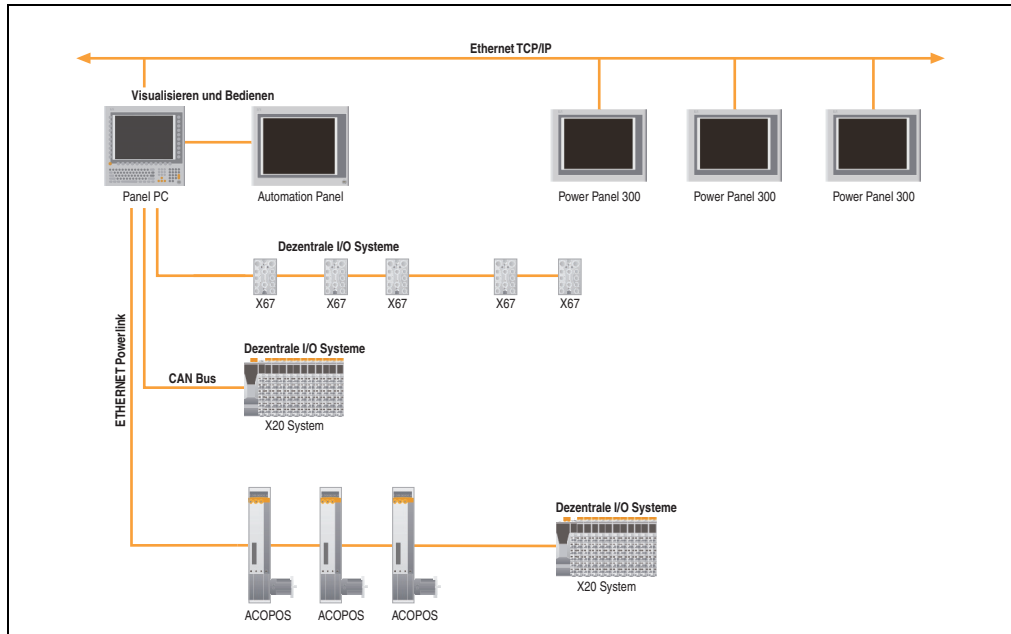 Ethernet TCP/IP
Visualisieren und Bedienen
Panel PC
Automation Panel
Power Panel 300
Power Panel 300
Power Panel 300
Dezentrale I/O Systeme
X67
X67
X67
X67
X67
ETHERNET Powerlink
Dezentrale I/O Systeme
CAN Bus
X20 System
Dezentrale I/O Systeme
X20 System
ACOPOS
ACOPOS
ACOPOS